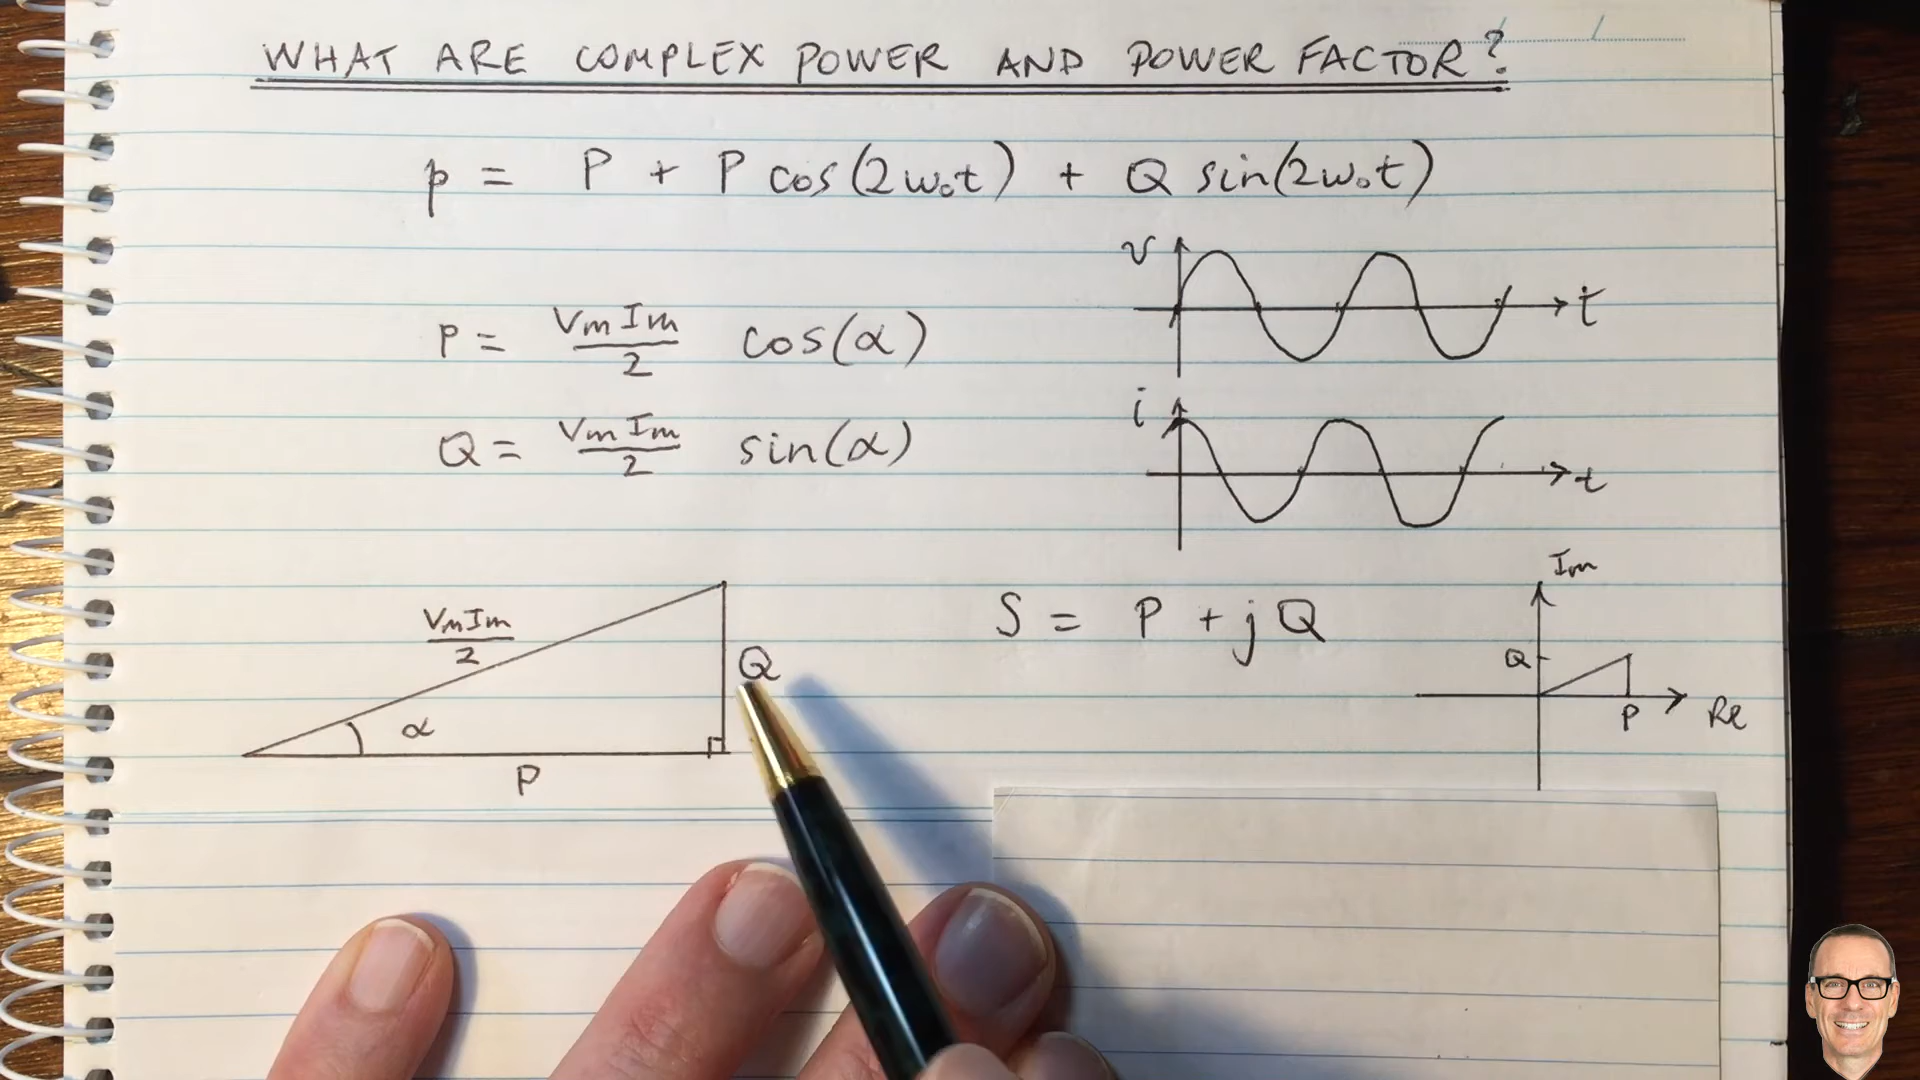 WHAT ARE COMPLEX POWER AND POWER FACTOR?
p = P + P cos(2ω₀t) + Q sin(2ω₀t)
v
t
P = VmIm/2 cos(α)
i
Q = VmIm/2 sin(α)
t
Im
VmIm/2
S = P + jQ
Q
Q
α
P
Re
P